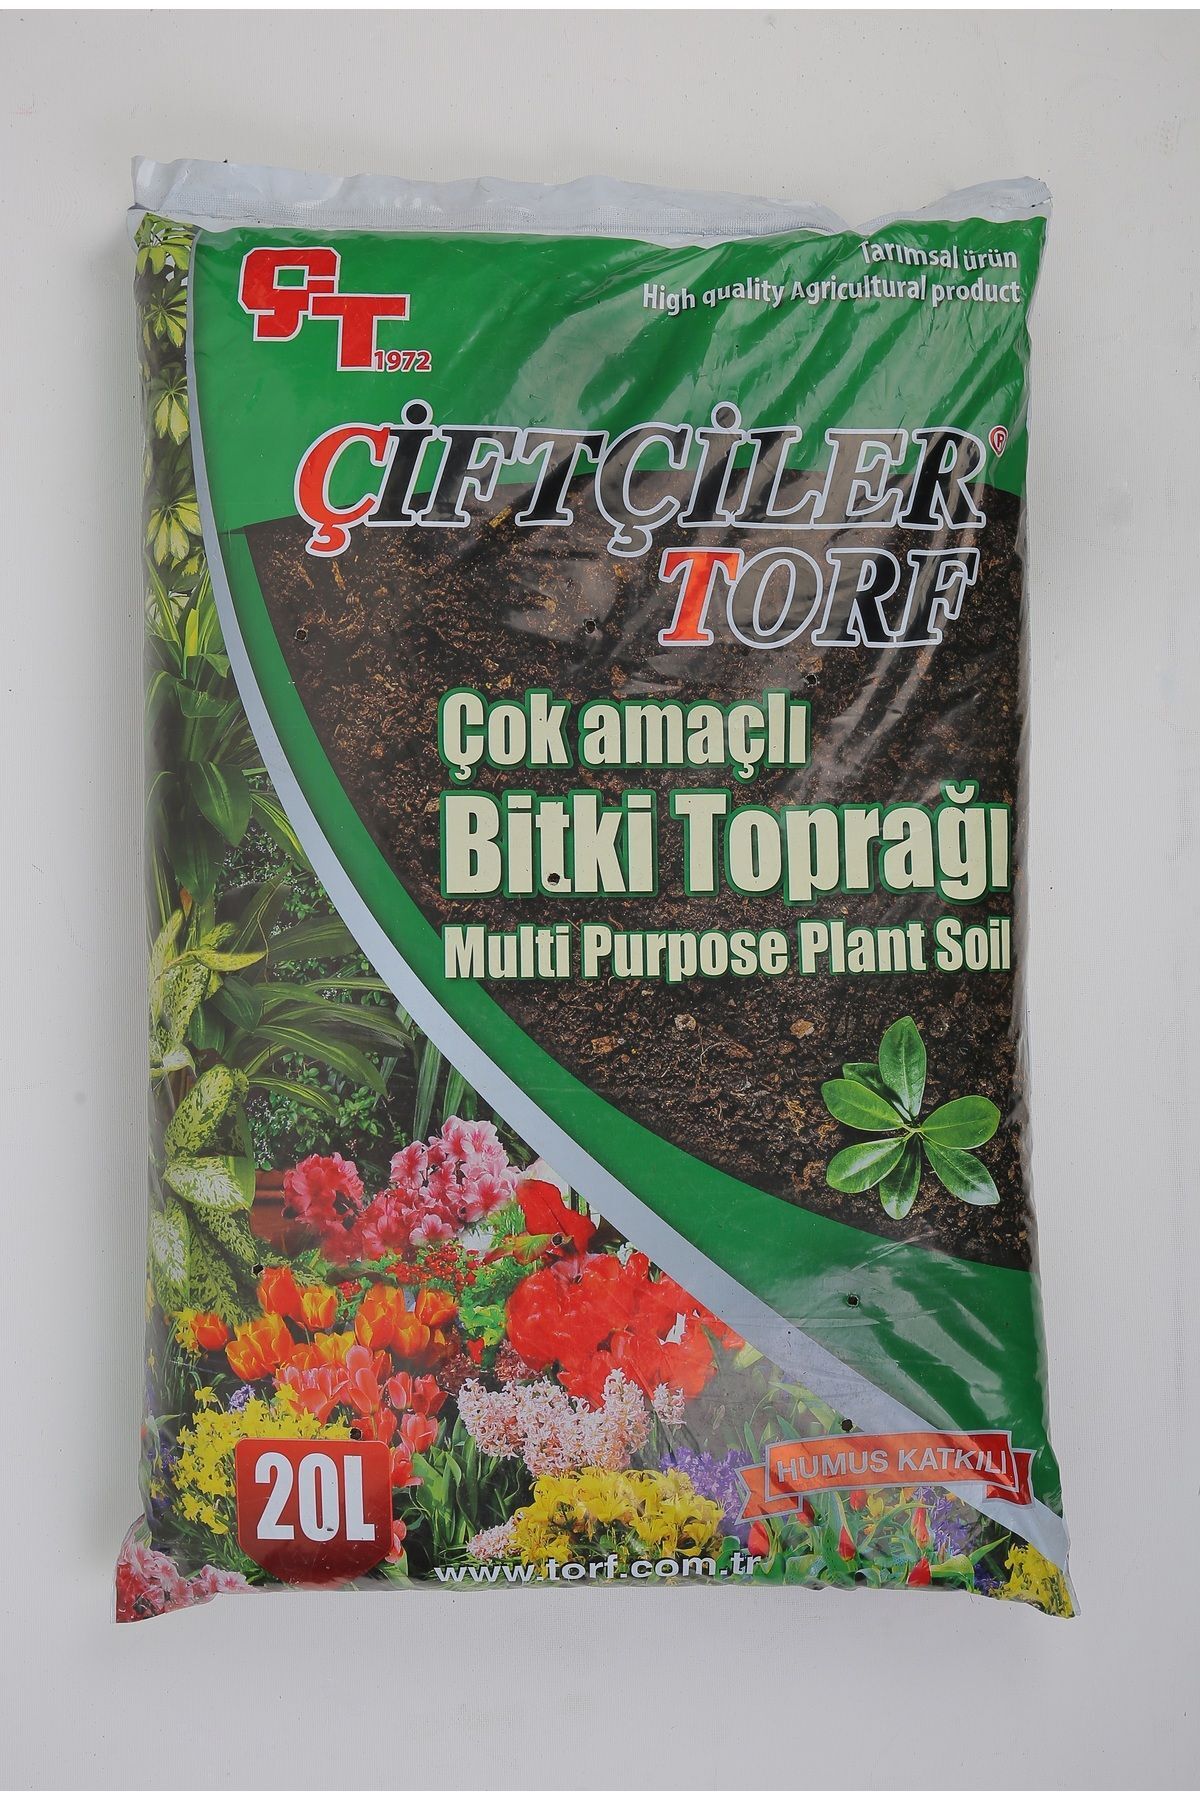 Tarımsal ürün
High quality Agricultural product
ÇT
1972
ÇİFTÇİLER®
TORF
Çok amaçlı
Bitki Toprağı
Multi Purpose Plant Soil
HUMUS KATKILI
20L
www.torf.com.tr